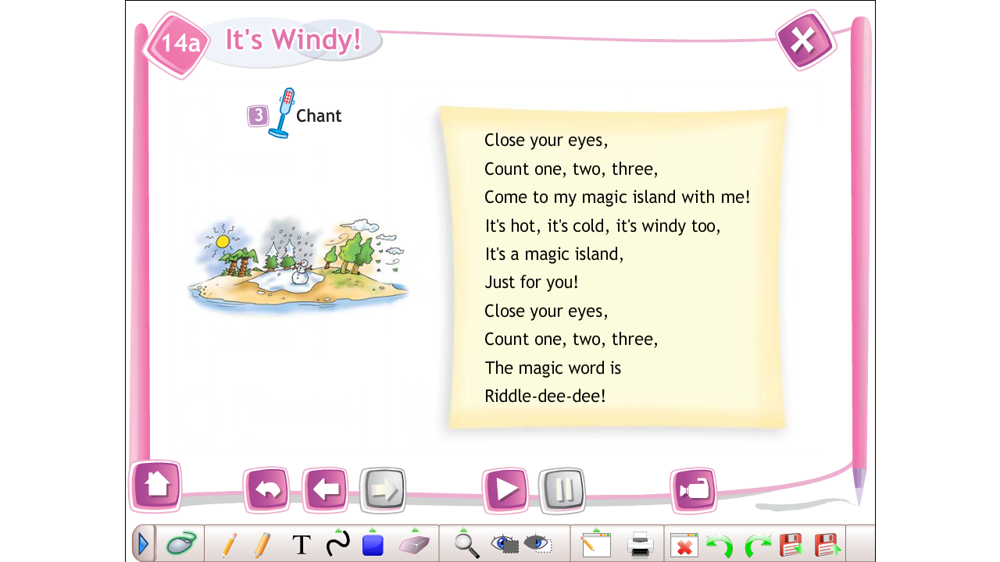 14a
It's Windy!
3 Chant
Close your eyes,
Count one, two, three,
Come to my magic island with me!
It's hot, it's cold, it's windy too,
It's a magic island,
Just for you!
Close your eyes,
Count one, two, three,
The magic word is
Riddle-dee-dee!
T